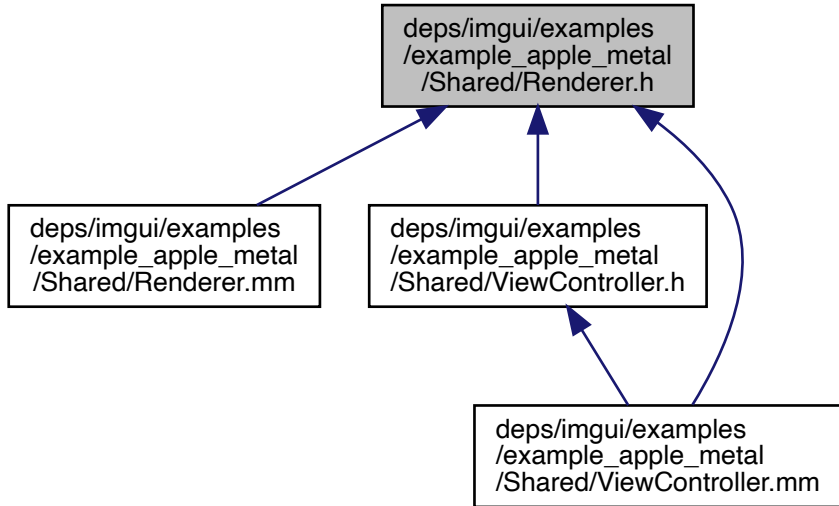 deps/imgui/examples
/example_apple_metal
/Shared/Renderer.h
deps/imgui/examples
/example_apple_metal
/Shared/Renderer.mm
deps/imgui/examples
/example_apple_metal
/Shared/ViewController.h
deps/imgui/examples
/example_apple_metal
/Shared/ViewController.mm